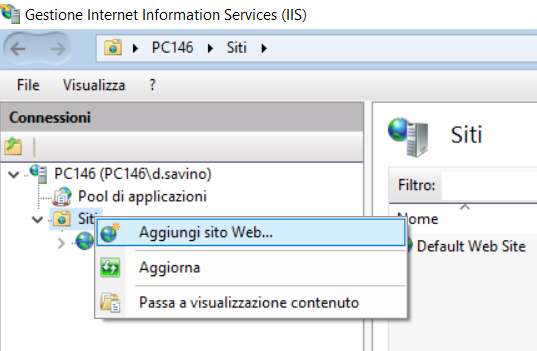 Gestione Internet Information Services (IIS)
PC146 Siti
File Visualizza ?
Connessioni
PC146 (PC146\d.savino)
Pool di applicazioni
Siti
Aggiungi sito Web...
Aggiorna
Passa a visualizzazione contenuto
Siti
Filtro:
Nome
Default Web Site